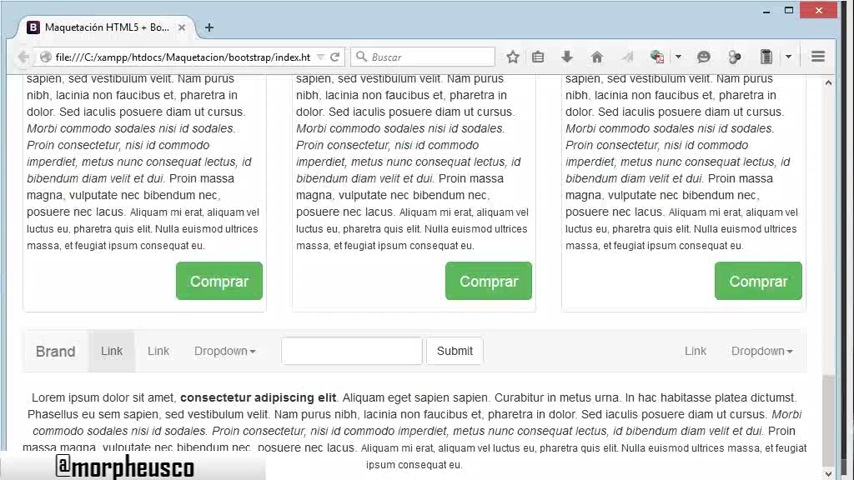 Maquetación HTML5 + Bo...
file:///C:/xampp/htdocs/Maquetacion/bootstrap/index.ht
Buscar
sapien, sed vestibulum velit. Nam purus
nibh, lacinia non faucibus et, pharetra in
dolor. Sed iaculis posuere diam ut cursus.
Morbi commodo sodales nisi id sodales.
Proin consectetur, nisi id commodo
imperdiet, metus nunc consequat lectus, id
bibendum diam velit et dui. Proin massa
magna, vulputate nec bibendum nec,
posuere nec lacus. Aliquam mi erat, aliquam vel
luctus eu, pharetra quis elit. Nulla euismod ultrices
massa, et feugiat ipsum consequat eu.
Comprar
sapien, sed vestibulum velit. Nam purus
nibh, lacinia non faucibus et, pharetra in
dolor. Sed iaculis posuere diam ut cursus.
Morbi commodo sodales nisi id sodales.
Proin consectetur, nisi id commodo
imperdiet, metus nunc consequat lectus, id
bibendum diam velit et dui. Proin massa
magna, vulputate nec bibendum nec,
posuere nec lacus. Aliquam mi erat, aliquam vel
luctus eu, pharetra quis elit. Nulla euismod ultrices
massa, et feugiat ipsum consequat eu.
Comprar
sapien, sed vestibulum velit. Nam purus
nibh, lacinia non faucibus et, pharetra in
dolor. Sed iaculis posuere diam ut cursus.
Morbi commodo sodales nisi id sodales.
Proin consectetur, nisi id commodo
imperdiet, metus nunc consequat lectus, id
bibendum diam velit et dui. Proin massa
magna, vulputate nec bibendum nec,
posuere nec lacus. Aliquam mi erat, aliquam vel
luctus eu, pharetra quis elit. Nulla euismod ultrices
massa, et feugiat ipsum consequat eu.
Comprar
Brand Link Link Dropdown Submit Link Dropdown
Lorem ipsum dolor sit amet, consectetur adipiscing elit. Aliquam eget sapien sapien. Curabitur in metus urna. In hac habitasse platea dictumst.
Phasellus eu sem sapien, sed vestibulum velit. Nam purus nibh, lacinia non faucibus et, pharetra in dolor. Sed iaculis posuere diam ut cursus. Morbi
commodo sodales nisi id sodales. Proin consectetur, nisi id commodo imperdiet, metus nunc consequat lectus, id bibendum diam velit et dui. Proin
massa magna, vulputate nec bibendum nec, posuere nec lacus. Aliquam mi erat, aliquam vel luctus eu, pharetra quis elit. Nulla euismod ultrices massa, et feugiat
ipsum consequat eu.
@morpheusco